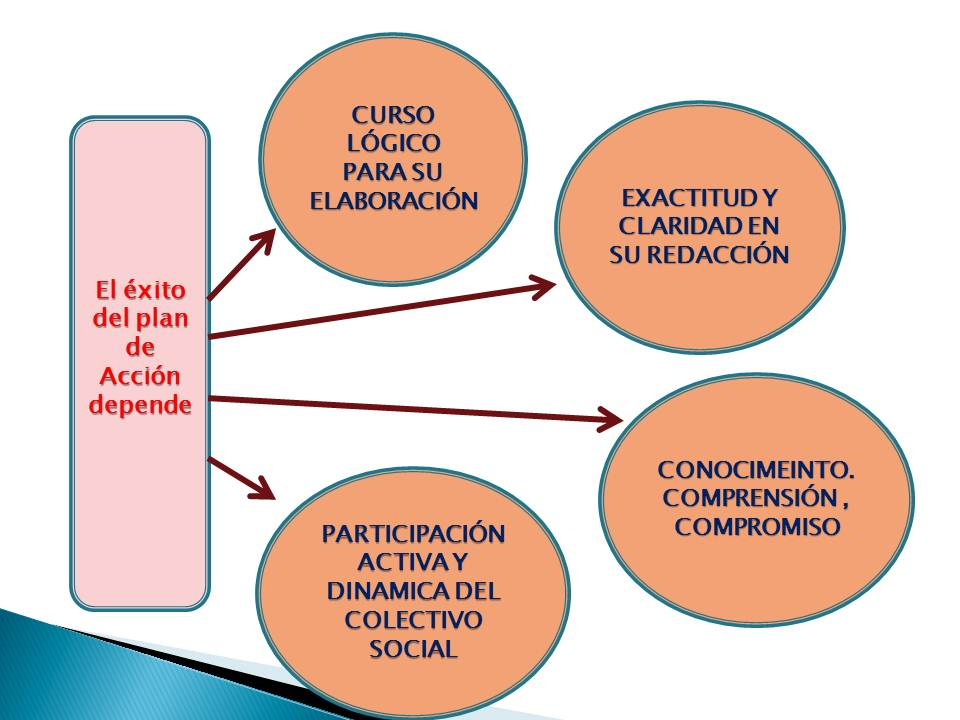 El éxito
del plan
de
Acción
depende
CURSO
LÓGICO
PARA SU
ELABORACIÓN
EXACTITUD Y
CLARIDAD EN
SU REDACCIÓN
CONOCIMEINTO.
COMPRENSIÓN ,
COMPROMISO
PARTICIPACIÓN
ACTIVA Y
DINAMICA DEL
COLECTIVO
SOCIAL